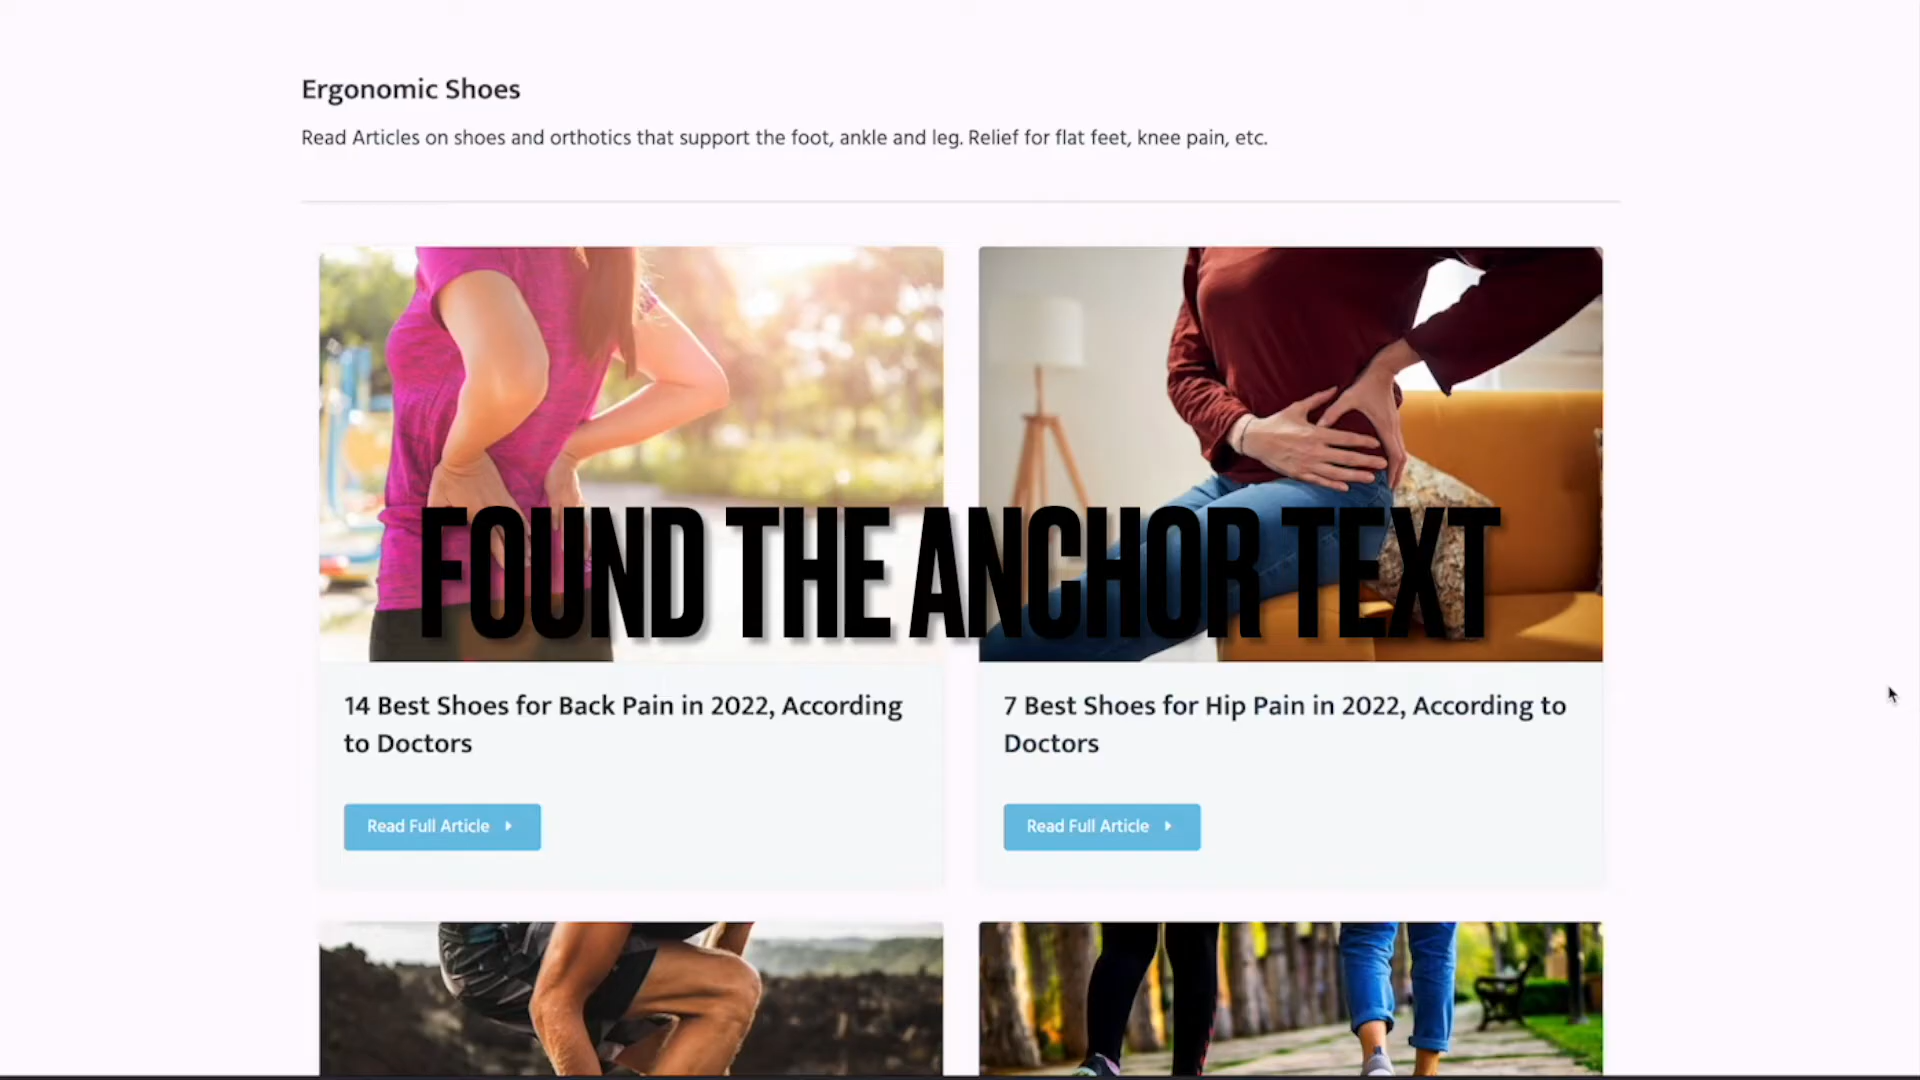 Ergonomic Shoes
Read Articles on shoes and orthotics that support the foot, ankle and leg. Relief for flat feet, knee pain, etc.
FOUND THE ANCHOR TEXT
14 Best Shoes for Back Pain in 2022, According
to Doctors
Read Full Article
7 Best Shoes for Hip Pain in 2022, According to
Doctors
Read Full Article